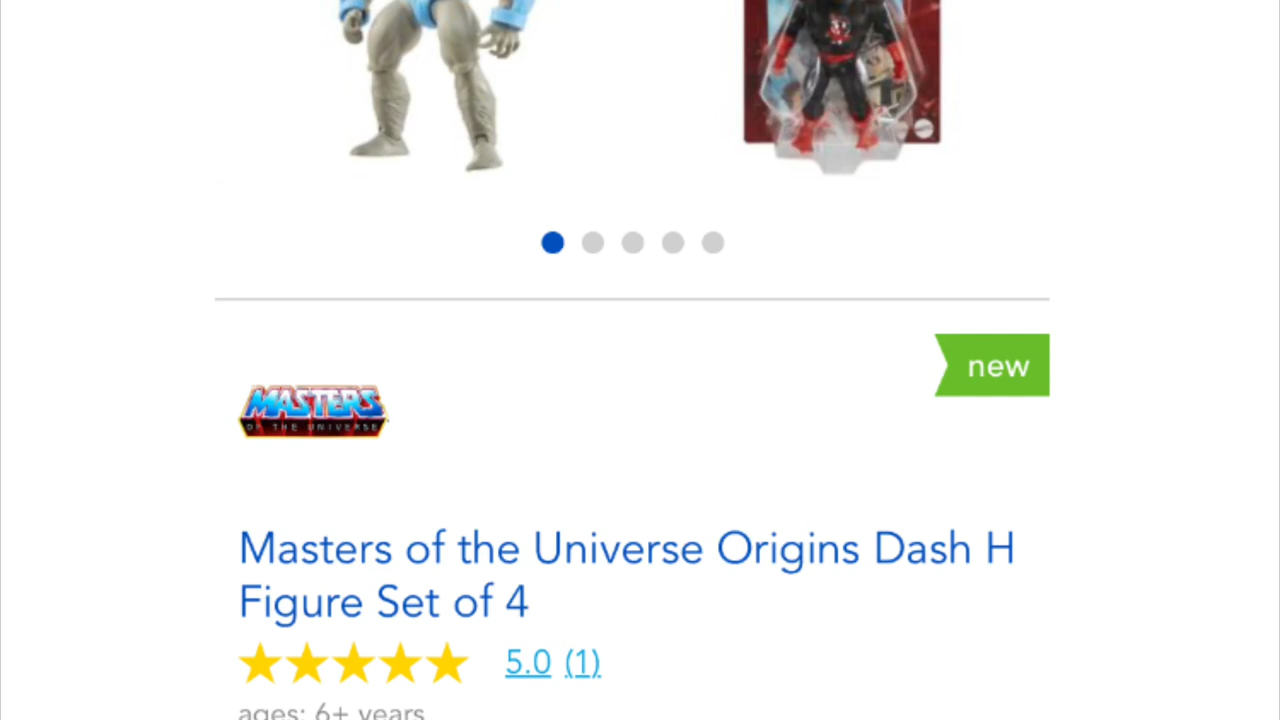 new
MASTERS
OF THE UNIVERSE
Masters of the Universe Origins Dash H
Figure Set of 4
5.0 (1)
ages: 6+ years